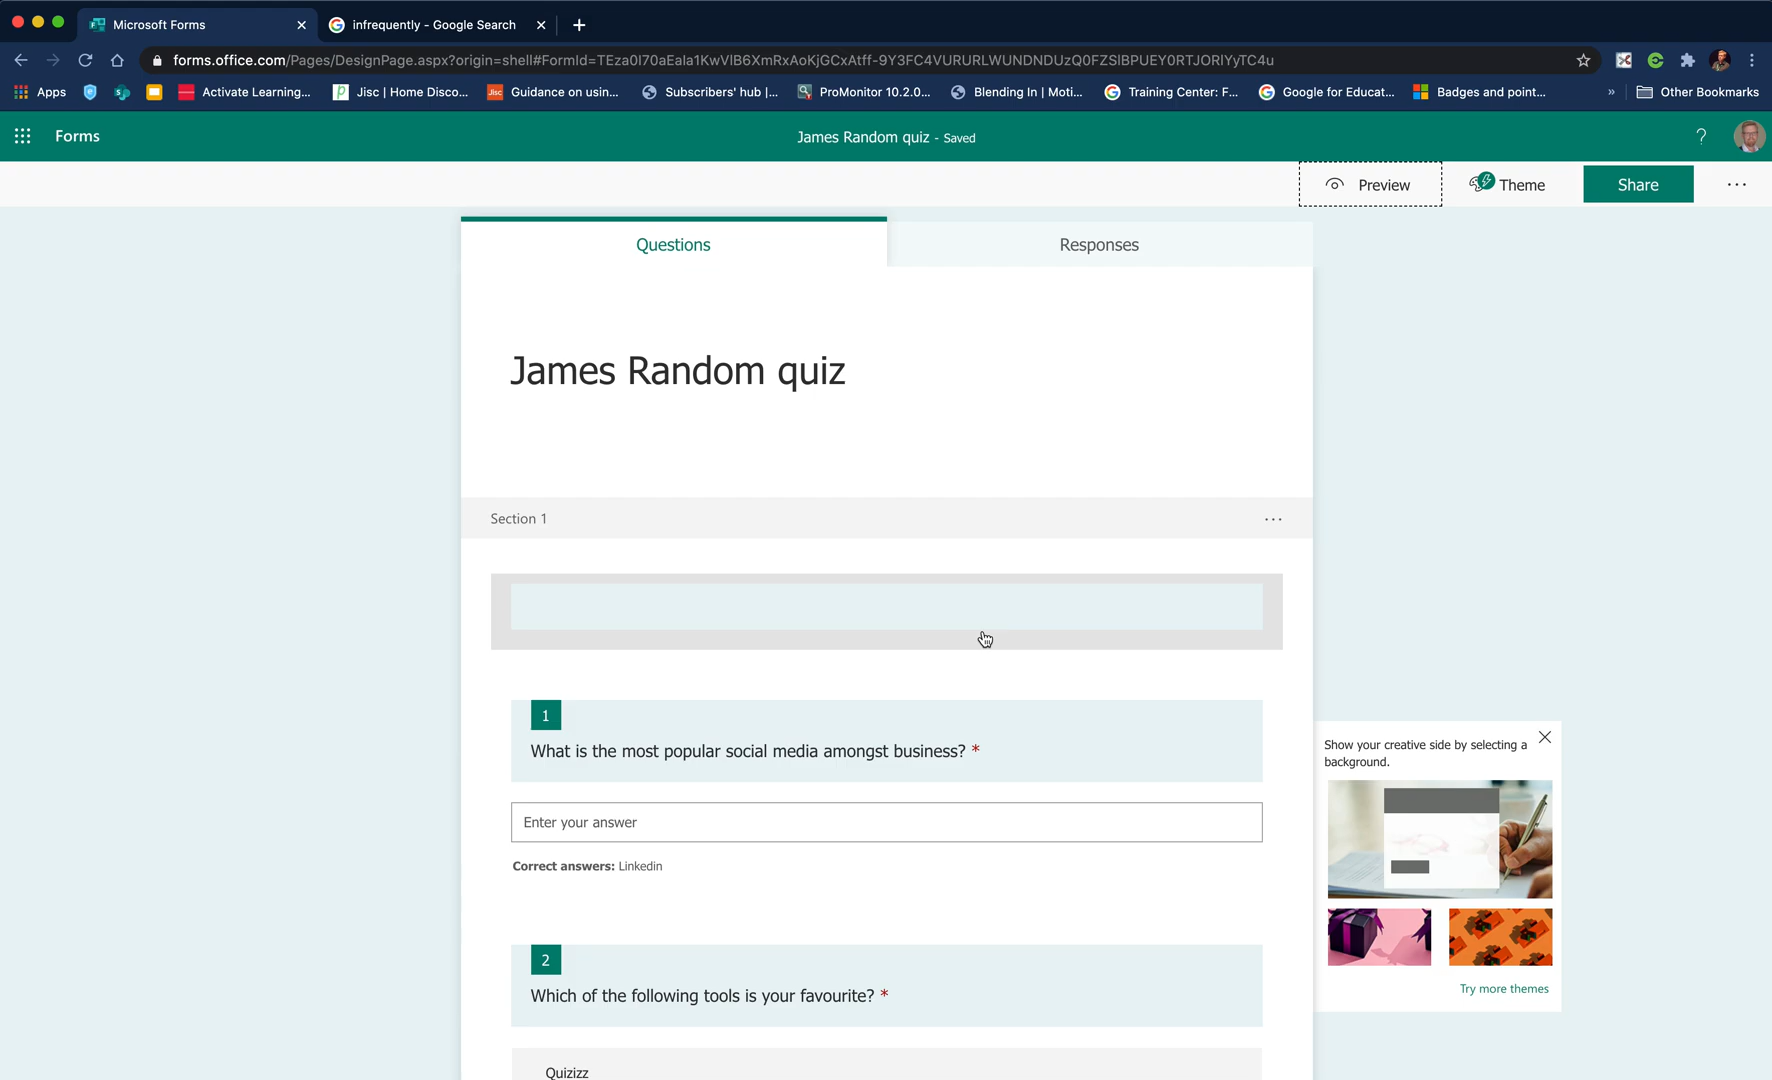 Microsoft Forms
infrequently - Google Search
forms.office.com/Pages/DesignPage.aspx?origin=shell#FormId=TEza0I70aEala1KwVlB6XmRxAoKjGCxAtff-9Y3FC4VURURLWUNDNDUzQ0FZSlBPUEY0RTJORlYyTC4u
Apps
Activate Learning...
Jisc | Home Disco...
Guidance on usin...
Subscribers' hub |...
ProMonitor 10.2.0...
Blending In | Moti...
Training Center: F...
Google for Educat...
Badges and point...
»
Other Bookmarks
Forms
James Random quiz - Saved
?
Preview
Theme
Share
...
Questions
Responses
James Random quiz
Section 1
...
1
What is the most popular social media amongst business? *
Enter your answer
Correct answers: Linkedin
Show your creative side by selecting a
background.
2
Which of the following tools is your favourite? *
Try more themes
Quizizz